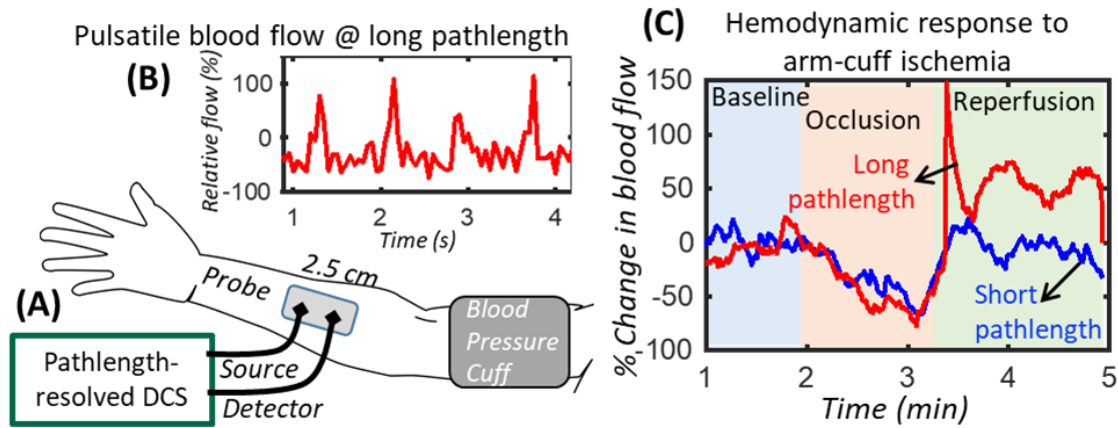 Pulsatile blood flow @ long pathlength
(B)
Relative flow (%)
100
0
-100
1
2
3
4
Time (s)
(A)
Probe
2.5 cm
Blood
Pressure
Cuff
Pathlength-
resolved DCS
Source
Detector
(C)
Hemodynamic response to
arm-cuff ischemia
% Change in blood flow
150
100
50
0
-50
-100
Baseline
Occlusion
Reperfusion
Long
pathlength
Short
pathlength
1
2
3
4
5
Time (min)